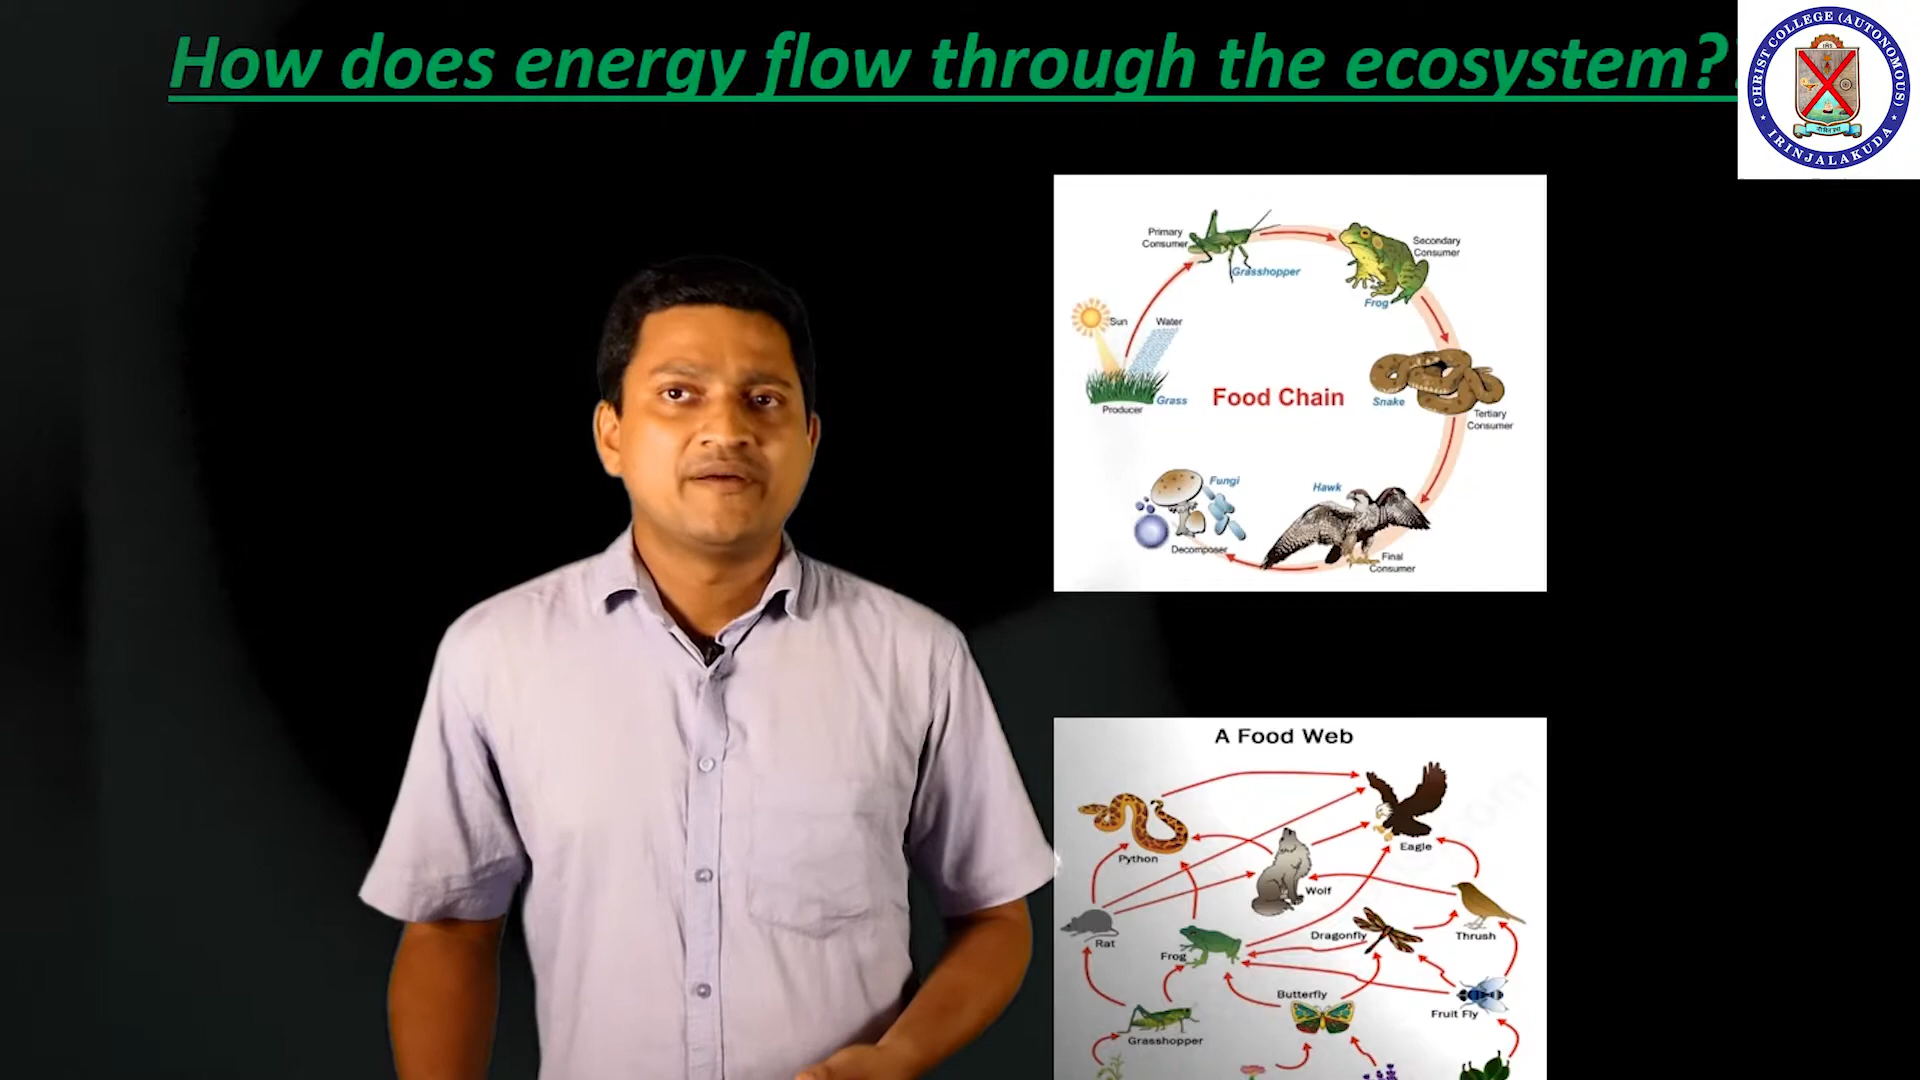 How does energy flow through the ecosystem?
CHRIST COLLEGE (AUTONOMOUS)
IRINJALAKUDA
Primary
Consumer
Grasshopper
Secondary
Consumer
Frog
Sun
Water
Grass
Producer
Food Chain
Snake
Tertiary
Consumer
Fungi
Decomposer
Hawk
Final
Consumer
A Food Web
Python
Eagle
Wolf
Rat
Frog
Dragonfly
Thrush
Butterfly
Fruit Fly
Grasshopper